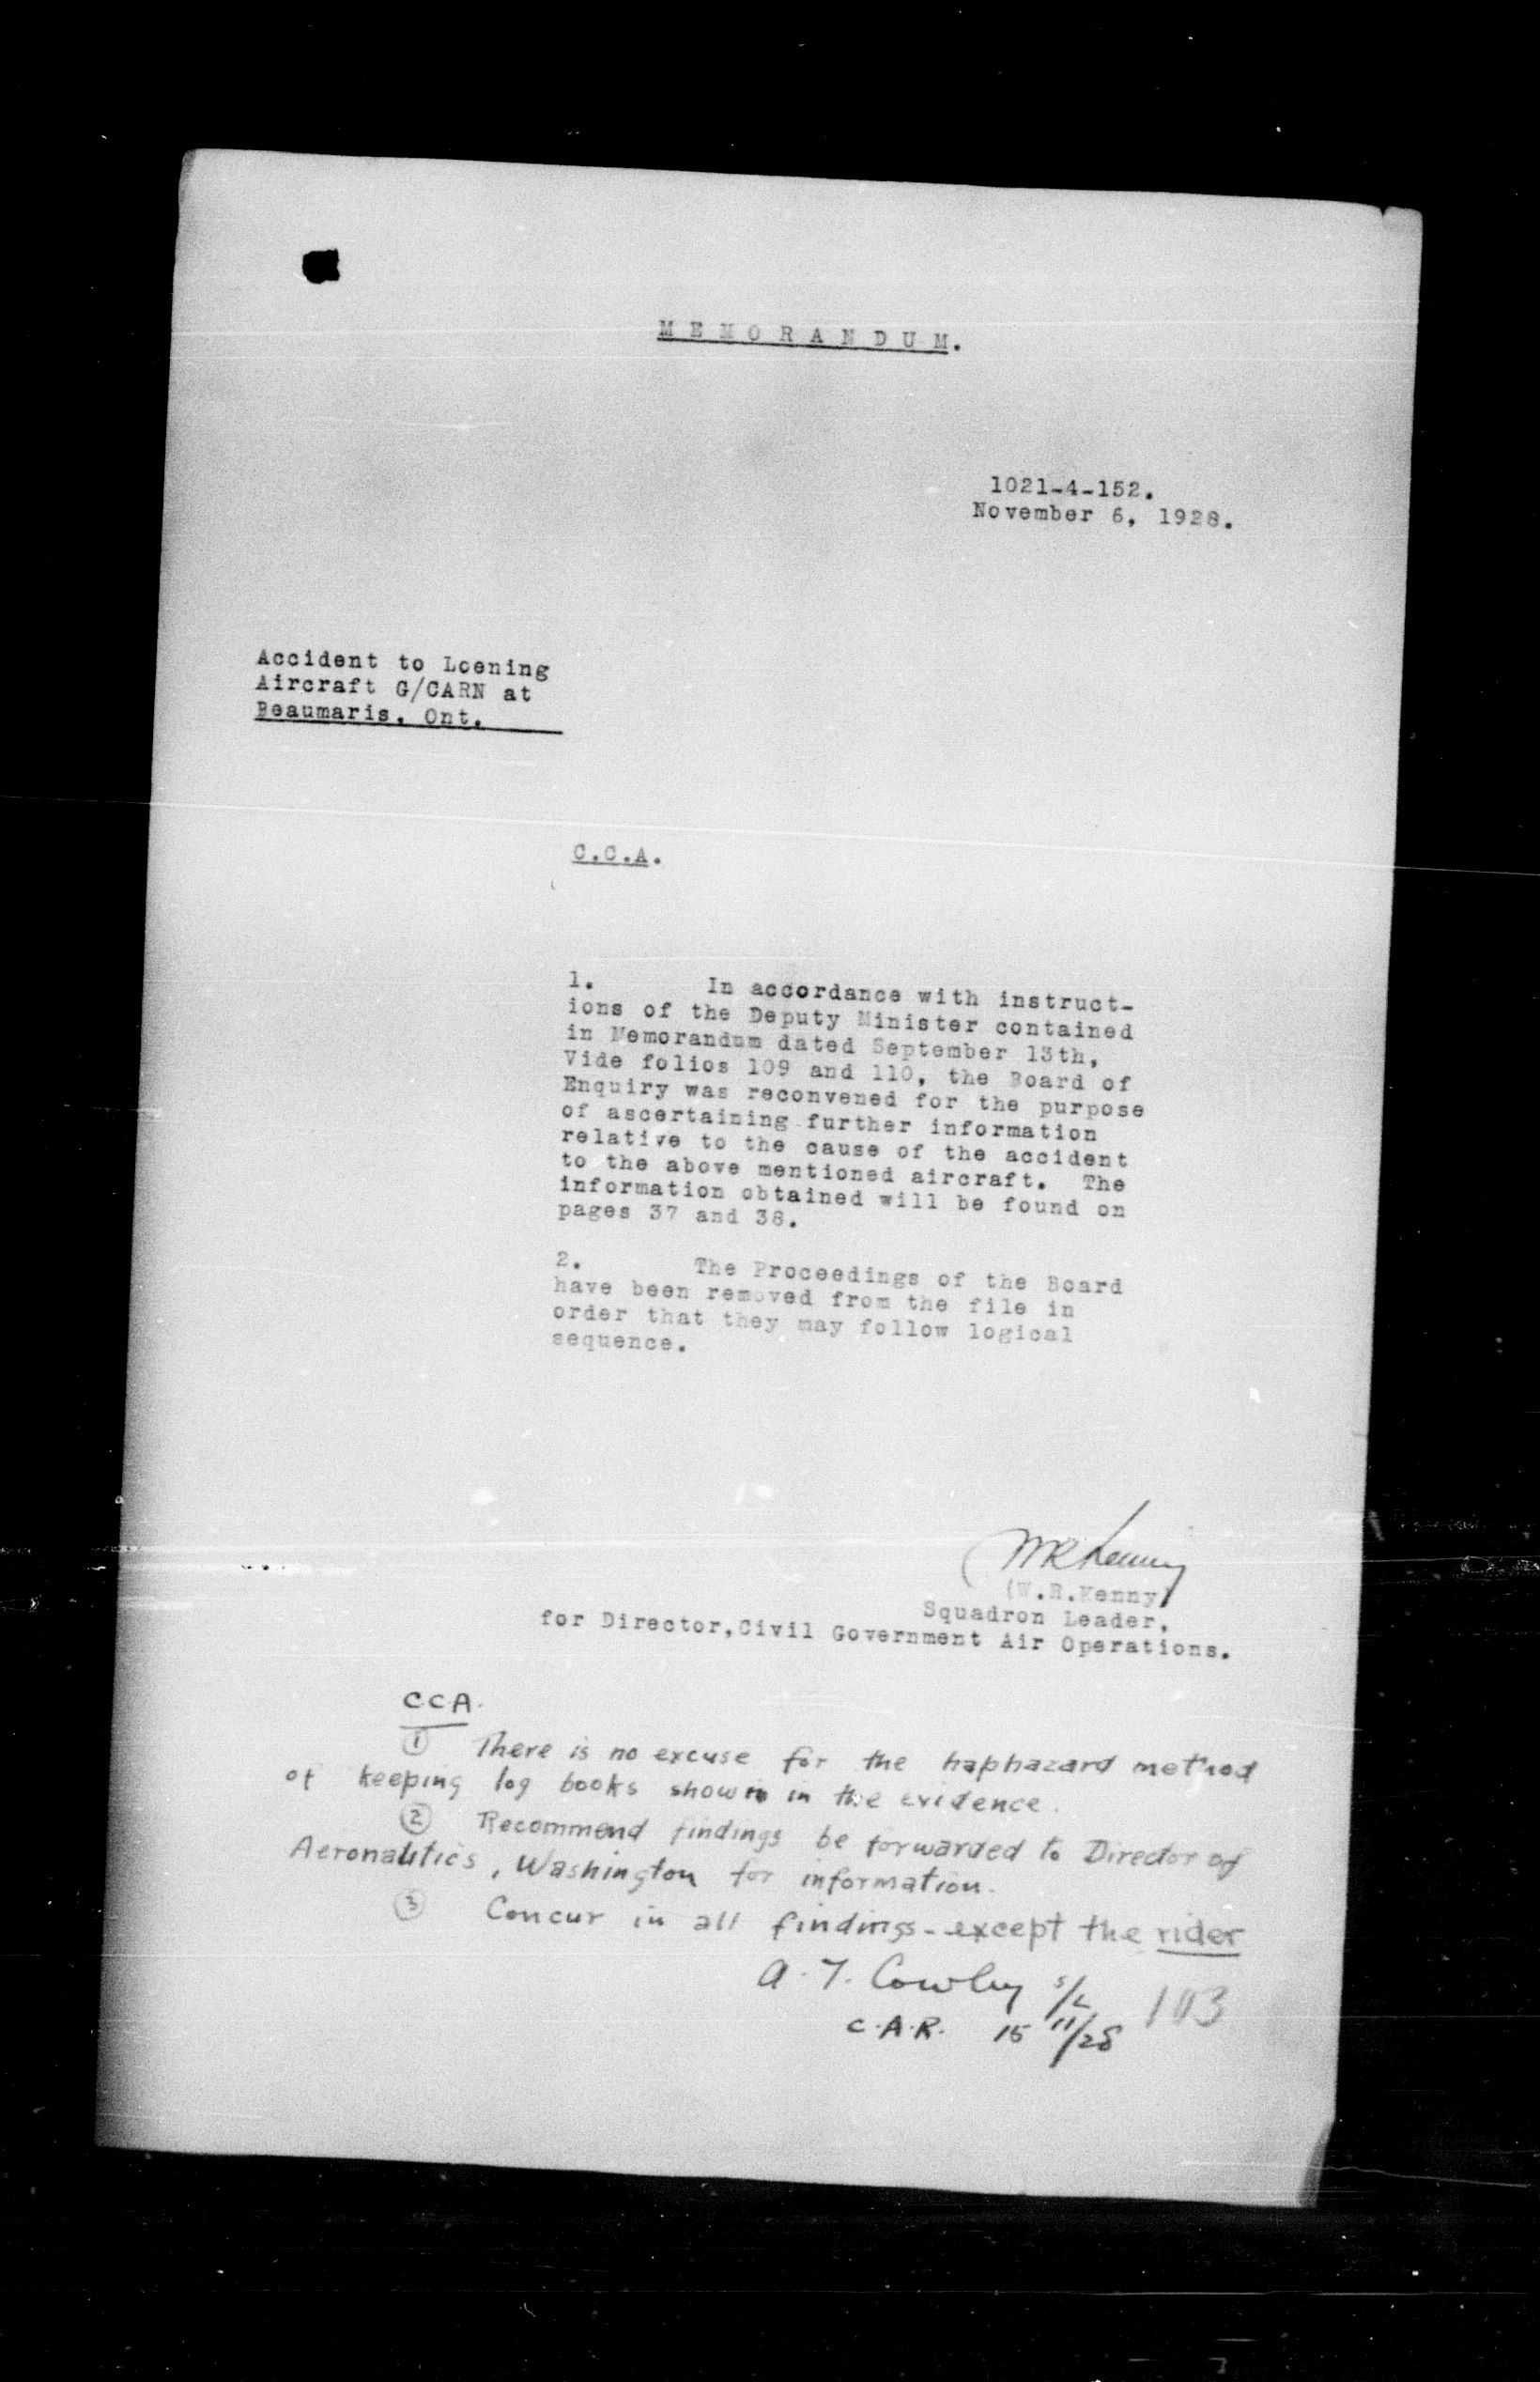 MEMORANDUM.
1021-4-152.
November 6, 1928.
Accident to Loening
Aircraft G/CARN at
Beaumaris, Ont.
C.C.A.
1. In accordance with instruct-
ions of the Deputy Minister contained
in Memorandum dated September 13th,
Vide folios 109 and 110, the Board of
Enquiry was reconvened for the purpose
of ascertaining further information
relative to the cause of the accident
to the above mentioned aircraft. The
information obtained will be found on
pages 37 and 38.
2. The Proceedings of the Board
have been removed from the file in
order that they may follow logical
sequence.
WRKenny
(W.R.Kenny)
Squadron Leader,
for Director, Civil Government Air Operations.
C.C.A.
① There is no excuse for the haphazard method
of keeping log books shown in the evidence.
② Recommend findings be forwarded to Director of
Aeronautics, Washington for information.
③ Concur in all findings - except the rider
A. T. Cowley S/L
C.A.R. 15 11/28
103